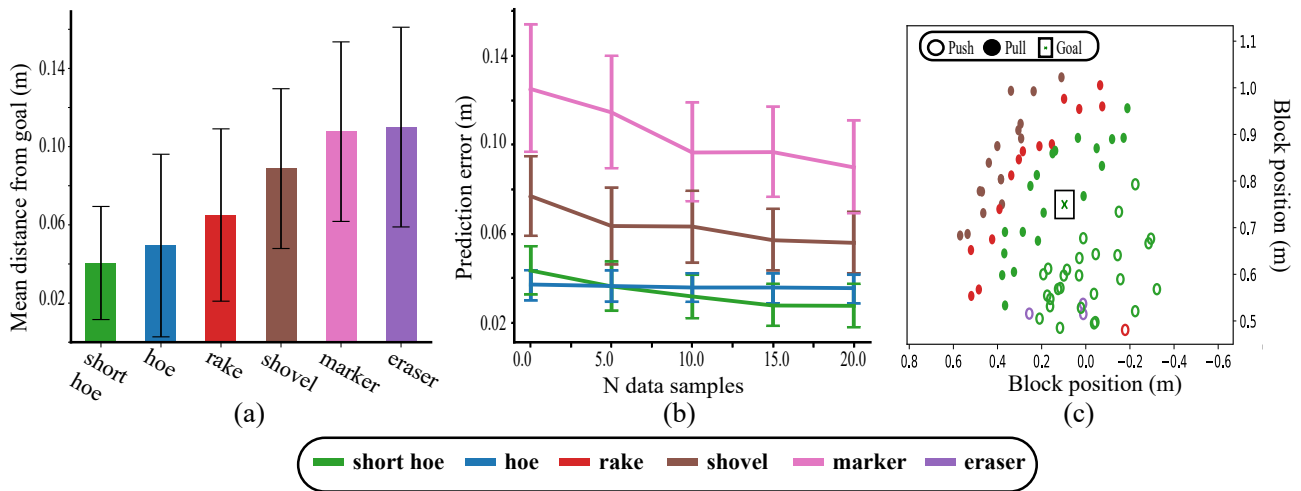 Mean distance from goal (m)
0.14
0.10
0.06
0.02
short hoe
hoe
rake
shovel
marker
eraser
(a)
Prediction error (m)
0.14
0.10
0.06
0.02
0.0 5.0 10.0 15.0 20.0
N data samples
(b)
Push Pull Goal
x
1.1
1.0
0.9
0.8
0.7
0.6
0.5
Block position (m)
0.8 0.6 0.4 0.2 0.0 -0.2 -0.4 -0.6
Block position (m)
(c)
short hoe hoe rake shovel marker eraser